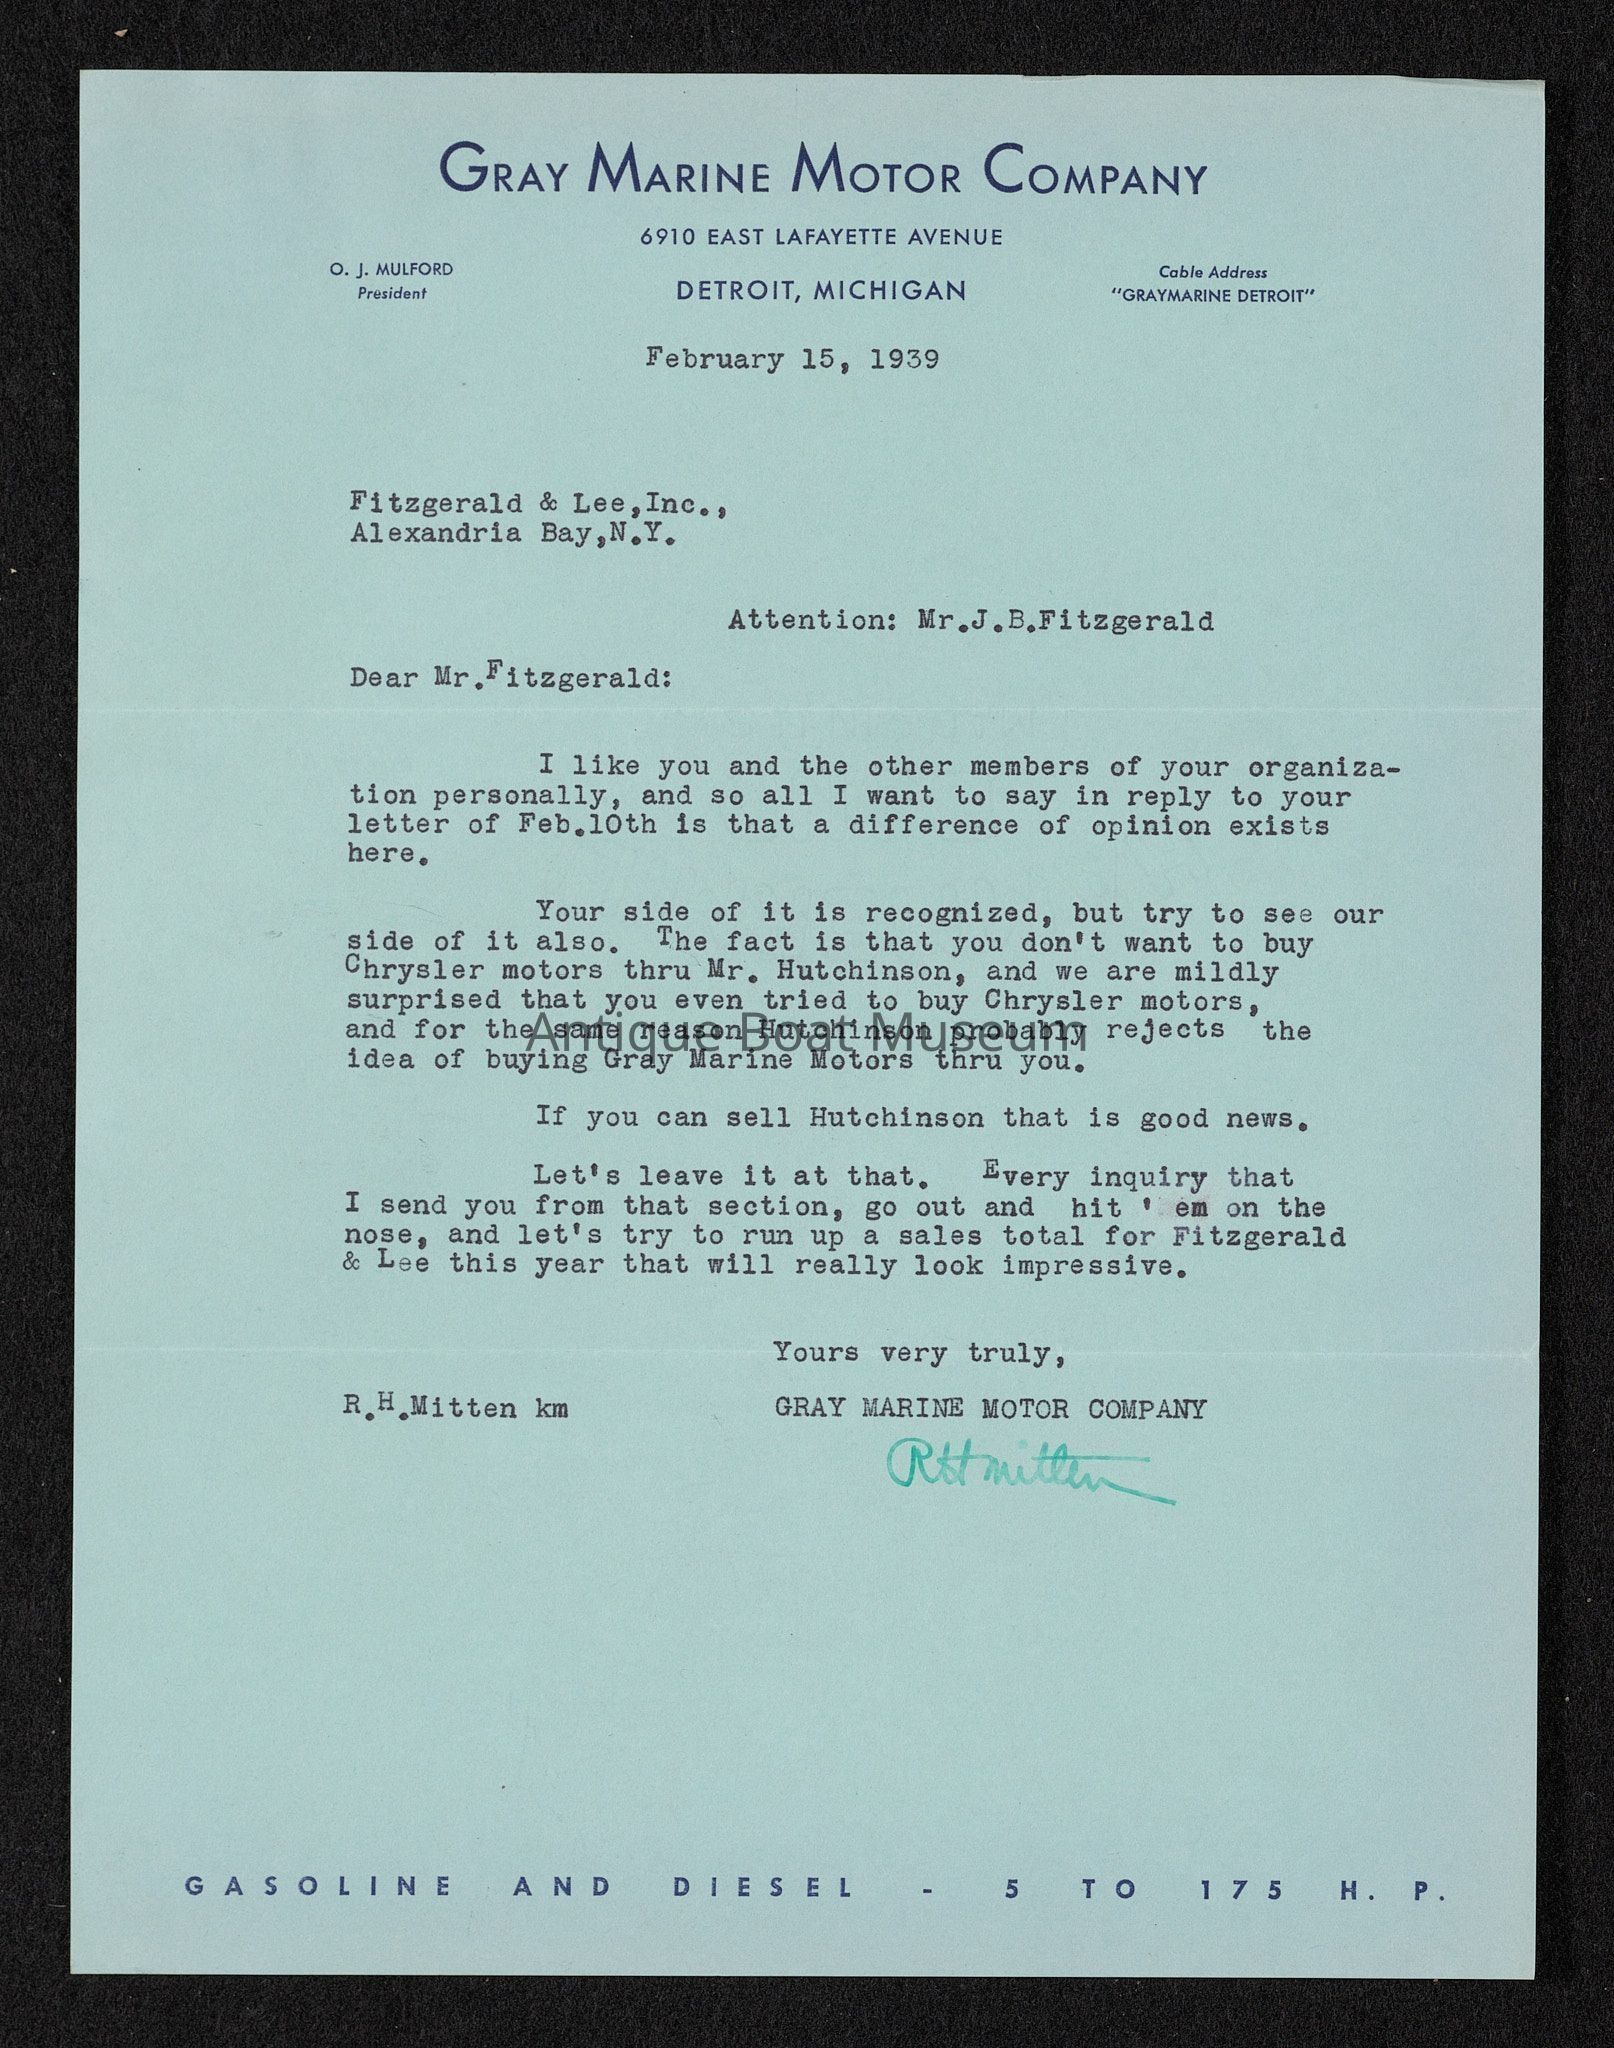 GRAY MARINE MOTOR COMPANY
6910 EAST LAFAYETTE AVENUE
O. J. MULFORD
President
DETROIT, MICHIGAN
Cable Address
"GRAYMARINE DETROIT"
February 15, 1939
Fitzgerald & Lee,Inc.,
Alexandria Bay,N.Y.
Attention: Mr.J.B.Fitzgerald
Dear Mr.Fitzgerald:
I like you and the other members of your organiza-
tion personally, and so all I want to say in reply to your
letter of Feb.10th is that a difference of opinion exists
here.
Your side of it is recognized, but try to see our
side of it also. The fact is that you don't want to buy
Chrysler motors thru Mr. Hutchinson, and we are mildly
surprised that you even tried to buy Chrysler motors,
and for the same reason Hutchinson probably rejects the
Antique Boat Museum
idea of buying Gray Marine Motors thru you.
If you can sell Hutchinson that is good news.
Let's leave it at that. Every inquiry that
I send you from that section, go out and hit ' em on the
nose, and let's try to run up a sales total for Fitzgerald
& Lee this year that will really look impressive.
Yours very truly,
R.H.Mitten km GRAY MARINE MOTOR COMPANY
RHMitten
GASOLINE AND DIESEL - 5 TO 175 H. P.